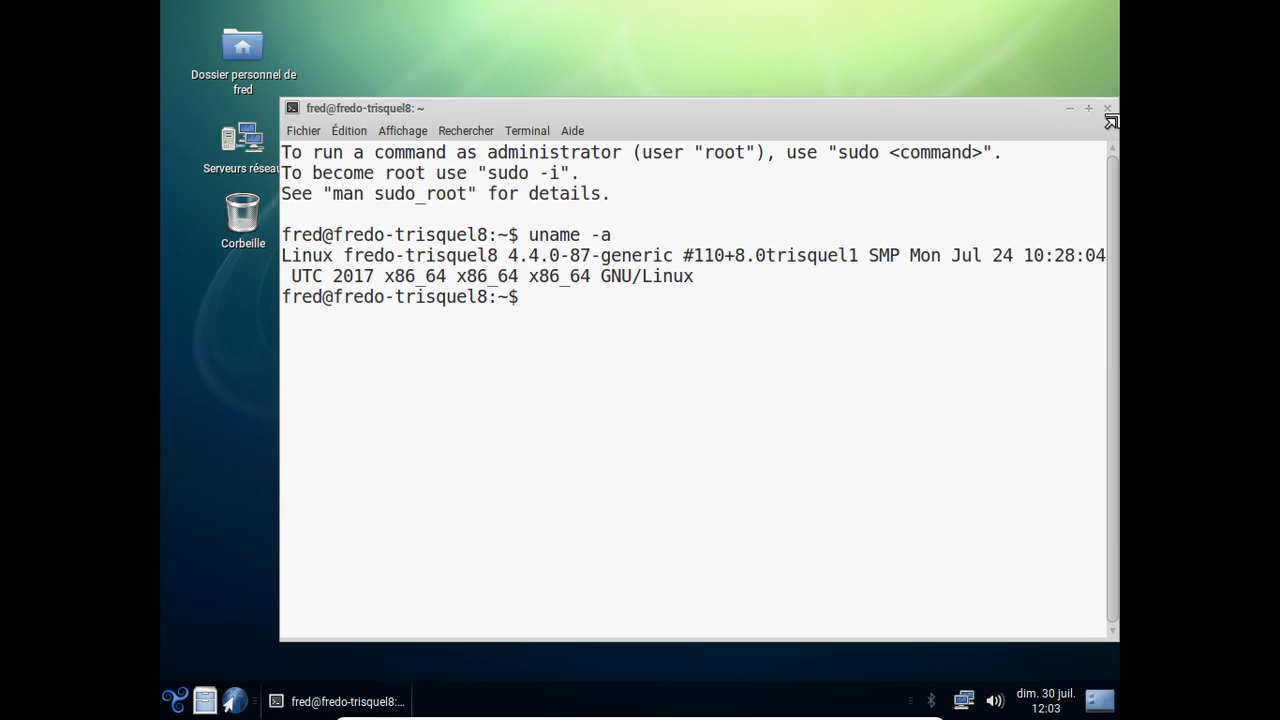 Dossier personnel de
fred
Serveurs réseau
Corbeille
fred@fredo-trisquel8: ~
Fichier Édition Affichage Rechercher Terminal Aide
To run a command as administrator (user "root"), use "sudo <command>".
To become root use "sudo -i".
See "man sudo_root" for details.
fred@fredo-trisquel8:~$ uname -a
Linux fredo-trisquel8 4.4.0-87-generic #110+8.0trisquel1 SMP Mon Jul 24 10:28:04
UTC 2017 x86_64 x86_64 x86_64 GNU/Linux
fred@fredo-trisquel8:~$
fred@fredo-trisquel8:...
dim. 30 juil.
12:03